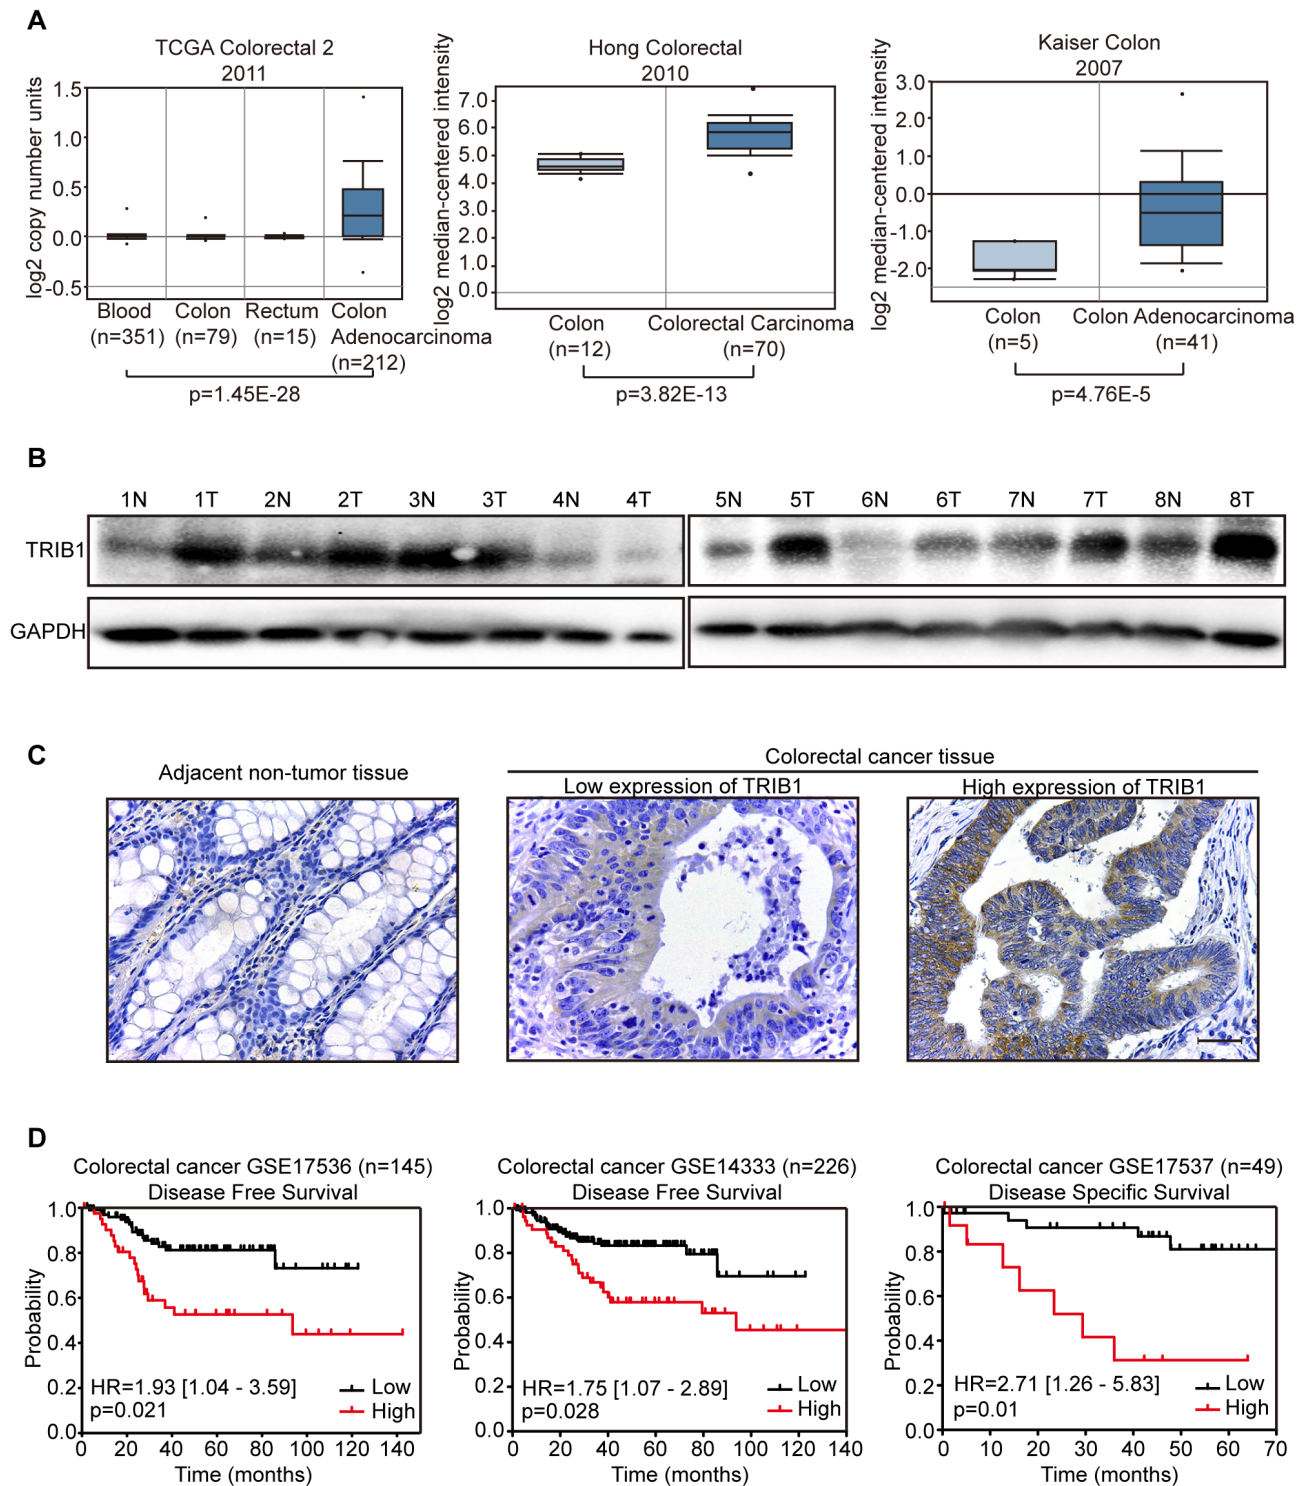 A
TCGA Colorectal 2
2011
log2 copy number units
1.5
1.0
0.5
0.0
-0.5
Blood
(n=351)
Colon
(n=79)
Rectum
(n=15)
Colon
Adenocarcinoma
(n=212)
p=1.45E-28
Hong Colorectal
2010
log2 median-centered intensity
7.0
6.0
5.0
4.0
3.0
2.0
1.0
0.0
Colon
(n=12)
Colorectal Carcinoma
(n=70)
p=3.82E-13
Kaiser Colon
2007
log2 median-centered intensity
3.0
2.0
1.0
0.0
-1.0
-2.0
Colon
(n=5)
Colon Adenocarcinoma
(n=41)
p=4.76E-5
B
1N 1T 2N 2T 3N 3T 4N 4T 5N 5T 6N 6T 7N 7T 8N 8T
TRIB1
GAPDH
C
Adjacent non-tumor tissue
Colorectal cancer tissue
Low expression of TRIB1
High expression of TRIB1
D
Colorectal cancer GSE17536 (n=145)
Disease Free Survival
Probability
1.0
0.8
0.6
0.4
0.2
0.0
HR=1.93 [1.04 - 3.59]
p=0.021
Low
High
0 20 40 60 80 100 120 140
Time (months)
Colorectal cancer GSE14333 (n=226)
Disease Free Survival
Probability
1.0
0.8
0.6
0.4
0.2
0.0
HR=1.75 [1.07 - 2.89]
p=0.028
Low
High
0 20 40 60 80 100 120 140
Time (months)
Colorectal cancer GSE17537 (n=49)
Disease Specific Survival
Probability
1.0
0.8
0.6
0.4
0.2
0.0
HR=2.71 [1.26 - 5.83]
p=0.01
Low
High
0 10 20 30 40 50 60 70
Time (months)